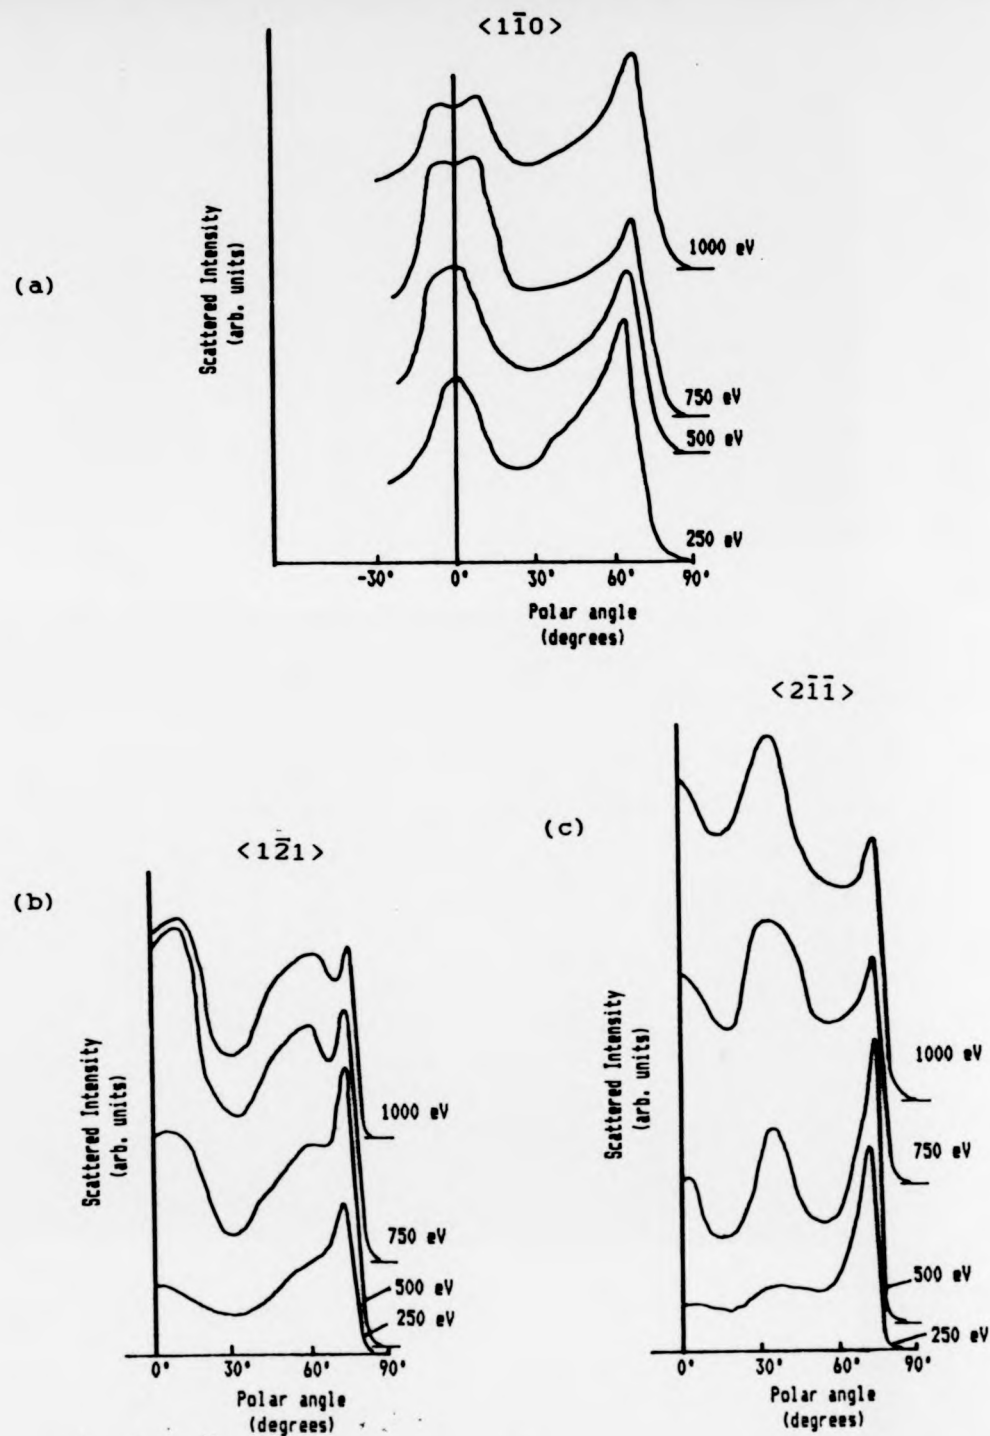 <11̄0>
(a)
Scattered Intensity
(arb. units)
1000 eV
750 eV
500 eV
250 eV
-30° 0° 30° 60° 90°
Polar angle
(degrees)
<21̄1̄>
(c)
<12̄1>
(b)
Scattered Intensity
(arb. units)
1000 eV
750 eV
500 eV
250 eV
0° 30° 60° 90°
Polar angle
(degrees)
Scattered Intensity
(arb. units)
1000 eV
750 eV
500 eV
250 eV
0° 30° 60° 90°
Polar angle
(degrees)